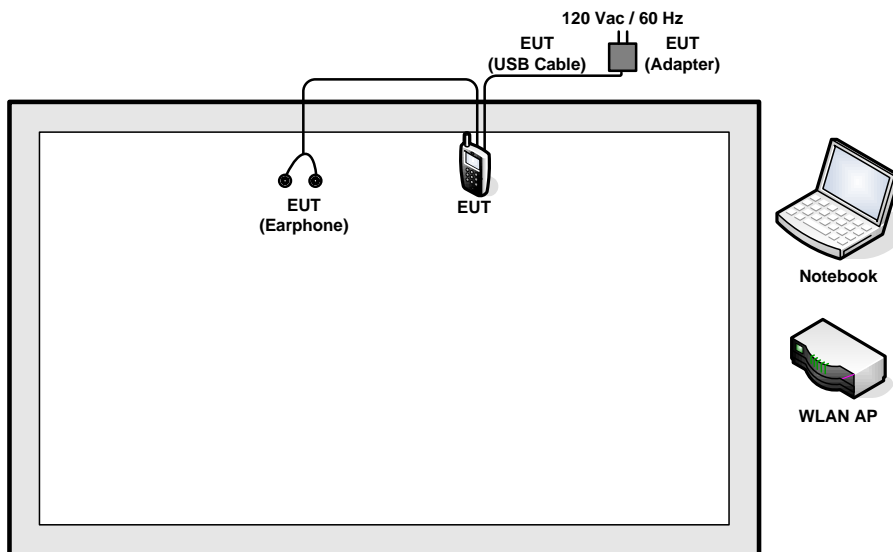 120 Vac / 60 Hz
EUT
(USB Cable)
EUT
(Adapter)
EUT
(Earphone)
EUT
Notebook
WLAN AP